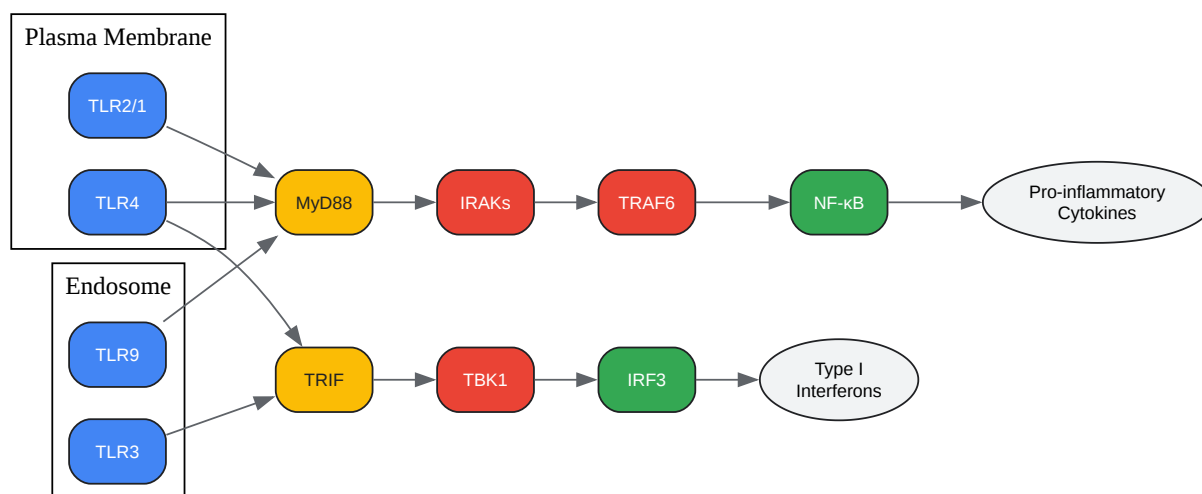 Plasma Membrane
TLR2/1
TLR4
MyD88
IRAKs
TRAF6
NF-κB
Pro-inflammatory
Cytokines
Endosome
TLR9
TLR3
TRIF
TBK1
IRF3
Type I
Interferons